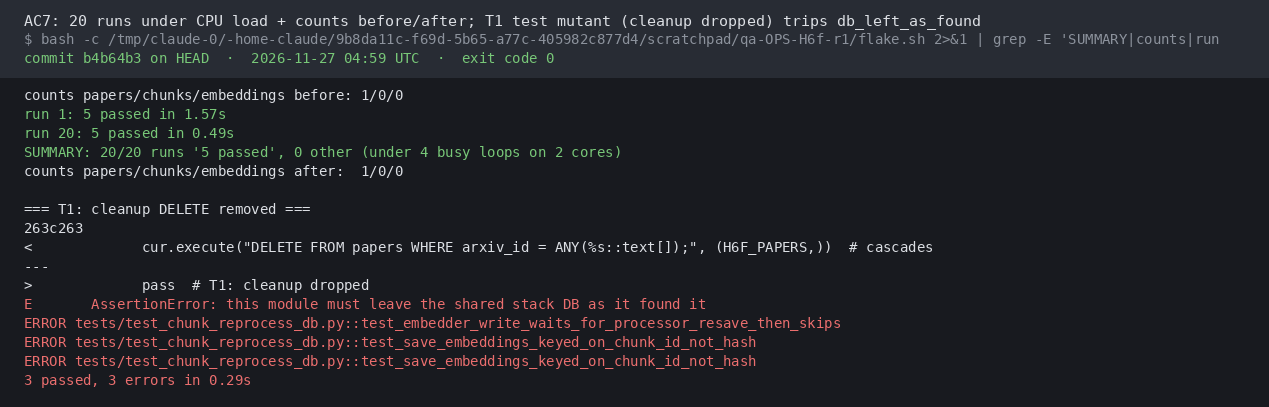 AC7: 20 runs under CPU load + counts before/after; T1 test mutant (cleanup dropped) trips db_left_as_found
$ bash -c /tmp/claude-0/-home-claude/9b8da11c-f69d-5b65-a77c-405982c877d4/scratchpad/qa-OPS-H6f-r1/flake.sh 2>&1 | grep -E 'SUMMARY|counts|run
commit b4b64b3 on HEAD  ·  2026-11-27 04:59 UTC  ·  exit code 0
counts papers/chunks/embeddings before: 1/0/0
run 1: 5 passed in 1.57s
run 20: 5 passed in 0.49s
SUMMARY: 20/20 runs '5 passed', 0 other (under 4 busy loops on 2 cores)
counts papers/chunks/embeddings after:  1/0/0
=== T1: cleanup DELETE removed ===
263c263
<             cur.execute("DELETE FROM papers WHERE arxiv_id = ANY(%s::text[]);", (H6F_PAPERS,))  # cascades
---
>             pass  # T1: cleanup dropped
E       AssertionError: this module must leave the shared stack DB as it found it
ERROR tests/test_chunk_reprocess_db.py::test_embedder_write_waits_for_processor_resave_then_skips
ERROR tests/test_chunk_reprocess_db.py::test_save_embeddings_keyed_on_chunk_id_not_hash
ERROR tests/test_chunk_reprocess_db.py::test_save_embeddings_keyed_on_chunk_id_not_hash
3 passed, 3 errors in 0.29s